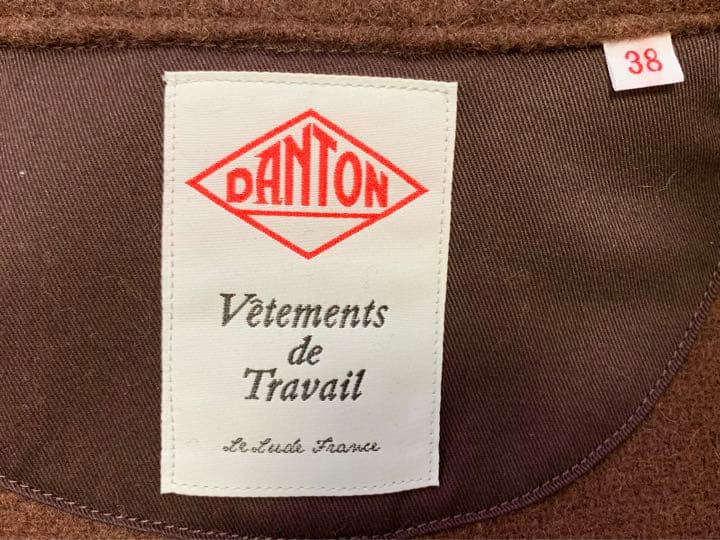 38
DANTON
Vêtements
de
Travail
Le Lude France